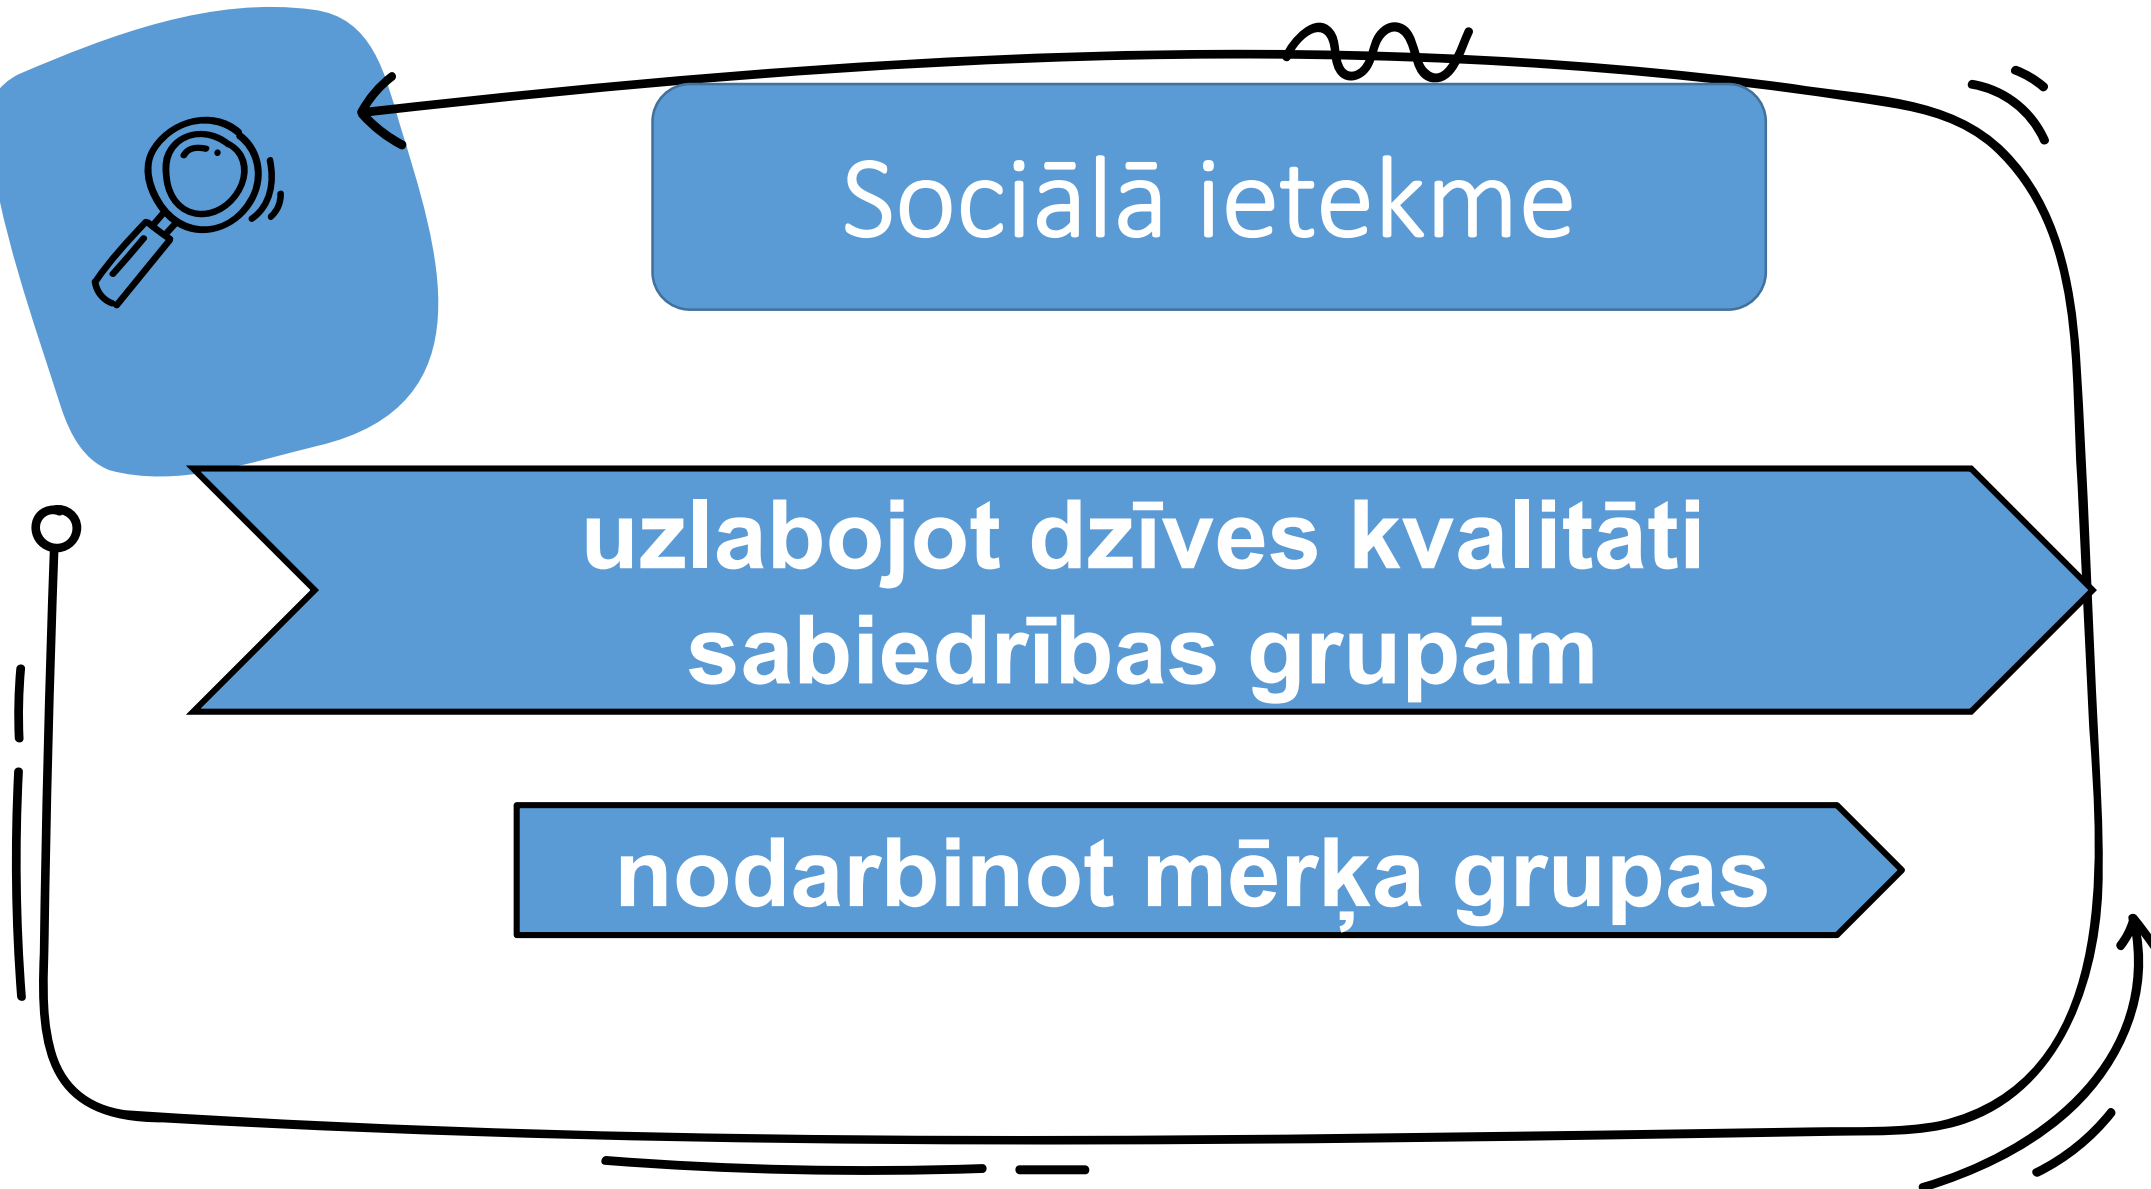 Sociālā ietekme
uzlabojot dzīves kvalitāti
sabiedrības grupām
nodarbinot mērķa grupas